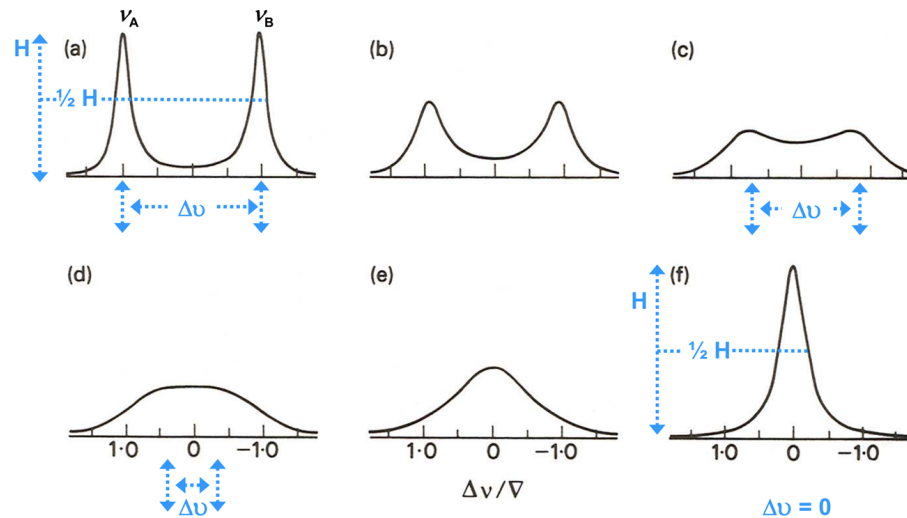 ν_A ν_B
H (a) (b) (c)
½ H
Δυ Δυ
(d) (e) (f)
H
½ H
1·0 0 -1·0 1·0 0 -1·0 1·0 0 -1·0
Δυ Δν/∇ Δυ = 0